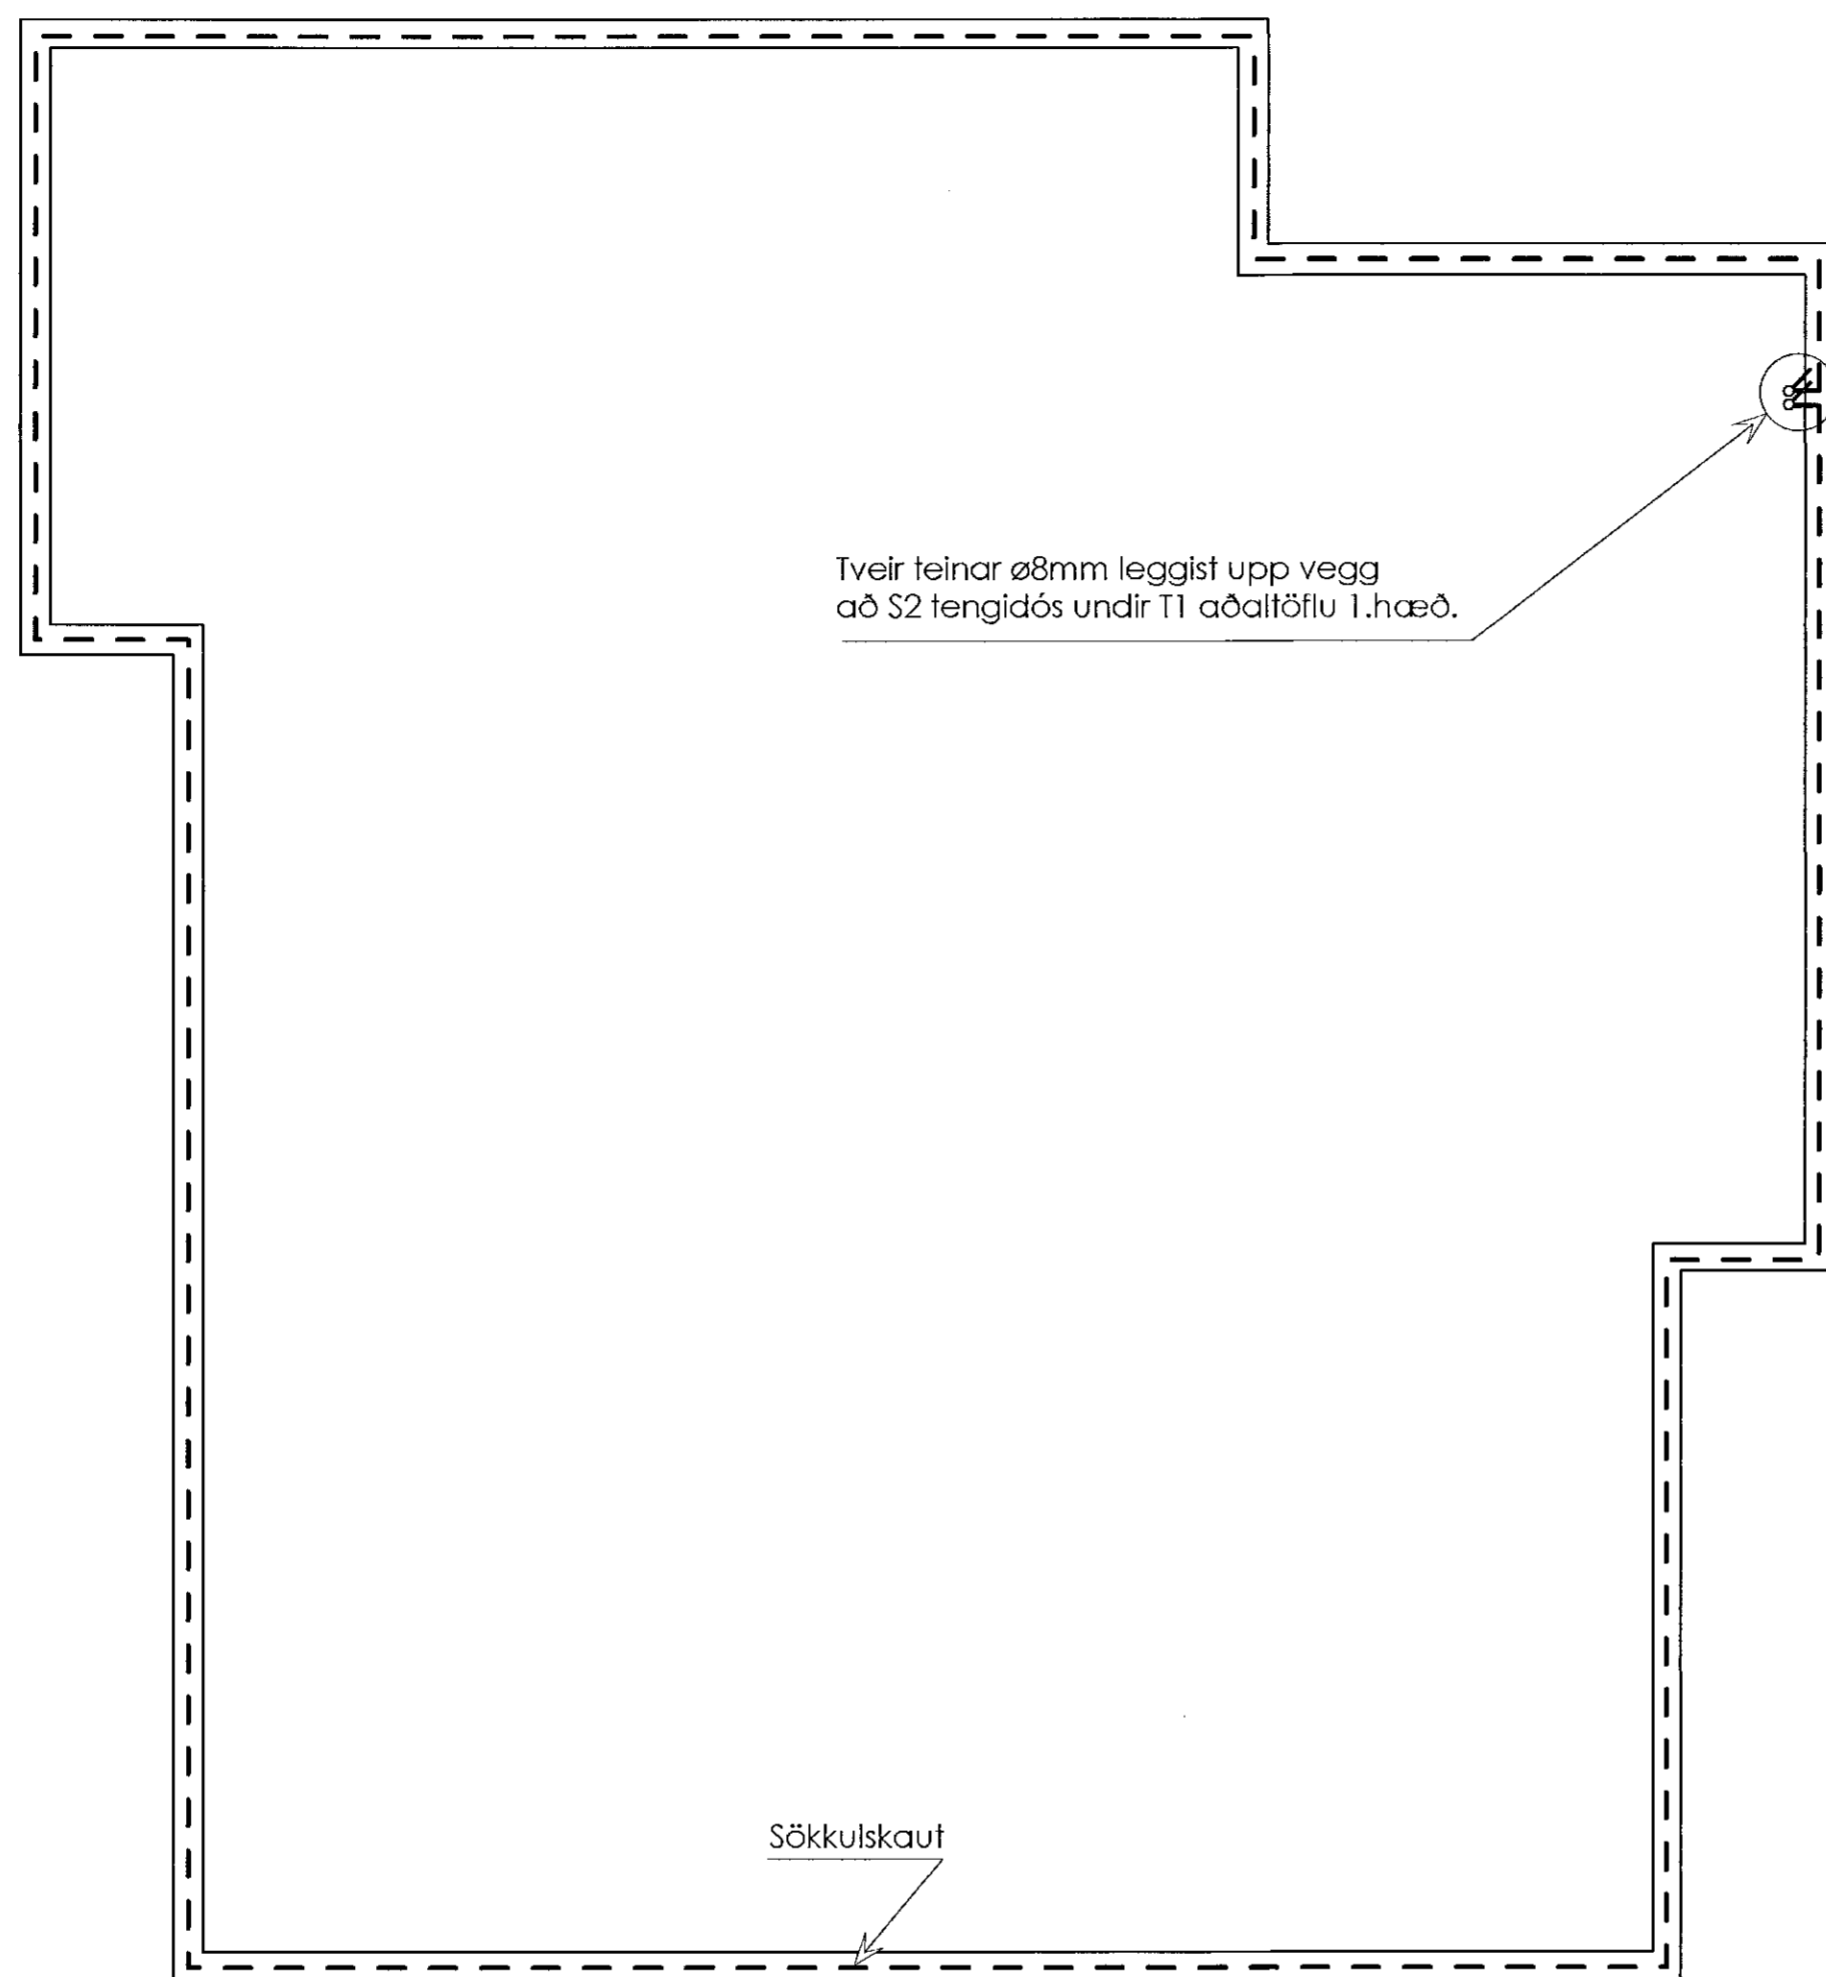 Tveir teinar ø8mm leggist upp vegg
að S2 tengidós undir T1 aðaltöflu 1.hæð.
Sökkulskaut